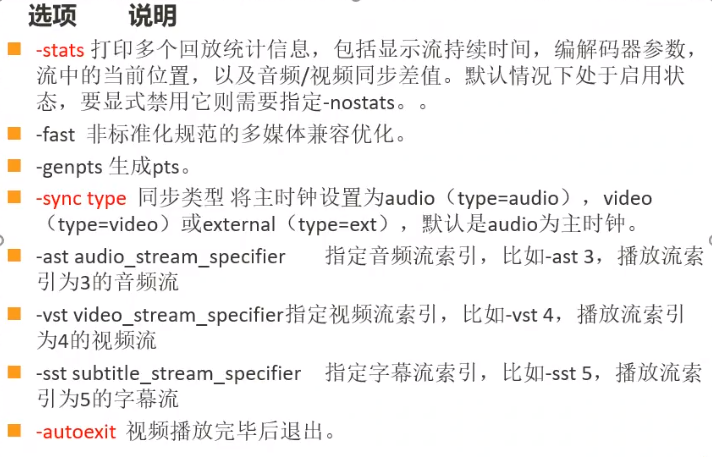 选项 说明
-stats 打印多个回放统计信息，包括显示流持续时间，编解码器参数，
流中的当前位置，以及音频/视频同步差值。默认情况下处于启用状
态，要显式禁用它则需要指定-nostats。。
-fast 非标准化规范的多媒体兼容优化。
-genpts 生成pts。
-sync type 同步类型 将主时钟设置为audio（type=audio），video
（type=video）或external（type=ext），默认是audio为主时钟。
-ast audio_stream_specifier 指定音频流索引，比如-ast 3，播放流索
引为3的音频流
-vst video_stream_specifier指定视频流索引，比如-vst 4，播放流索引
为4的视频流
-sst subtitle_stream_specifier 指定字幕流索引，比如-sst 5，播放流索
引为5的字幕流
-autoexit 视频播放完毕后退出。